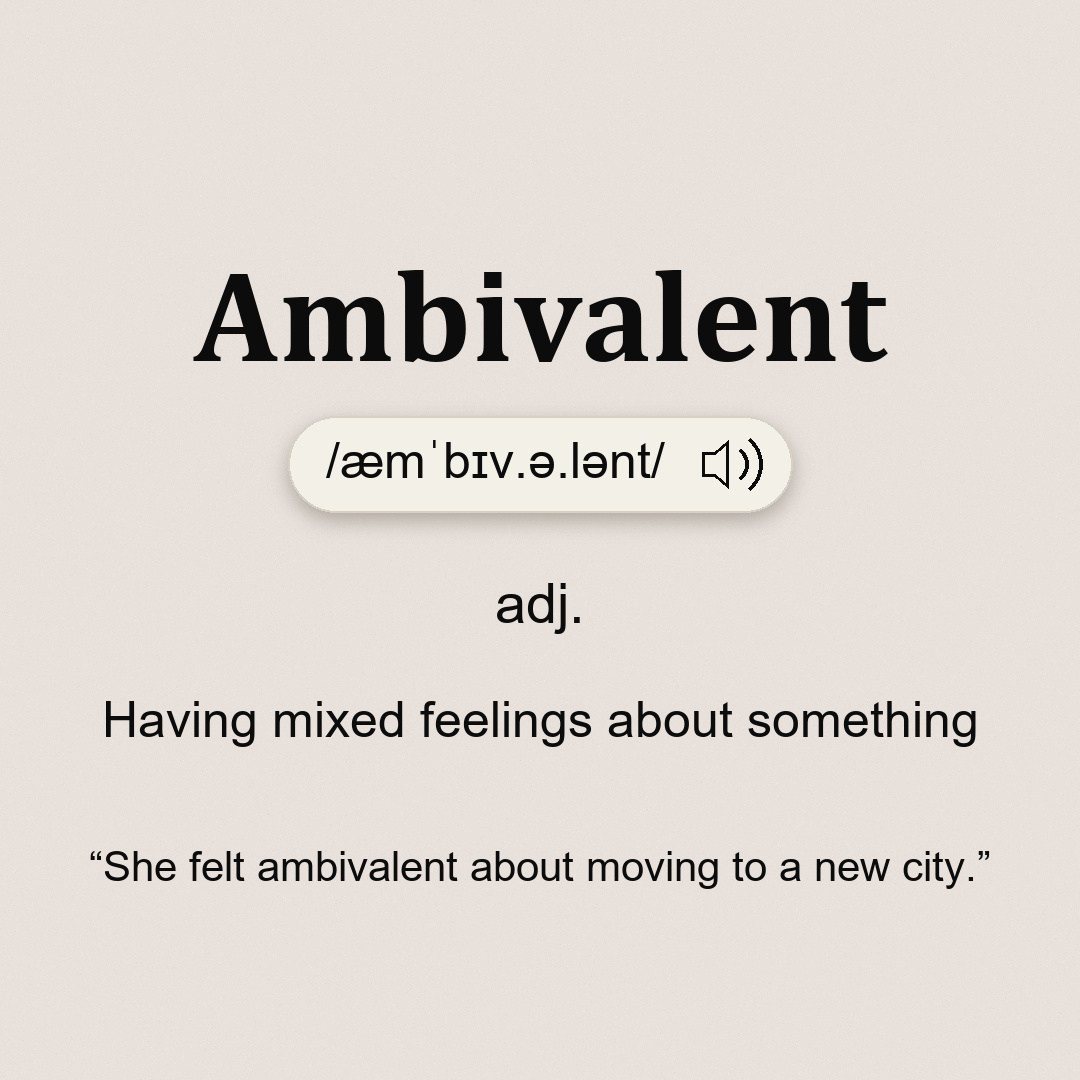 Ambivalent
/æmˈbɪv.ə.lənt/
adj.
Having mixed feelings about something
“She felt ambivalent about moving to a new city.”